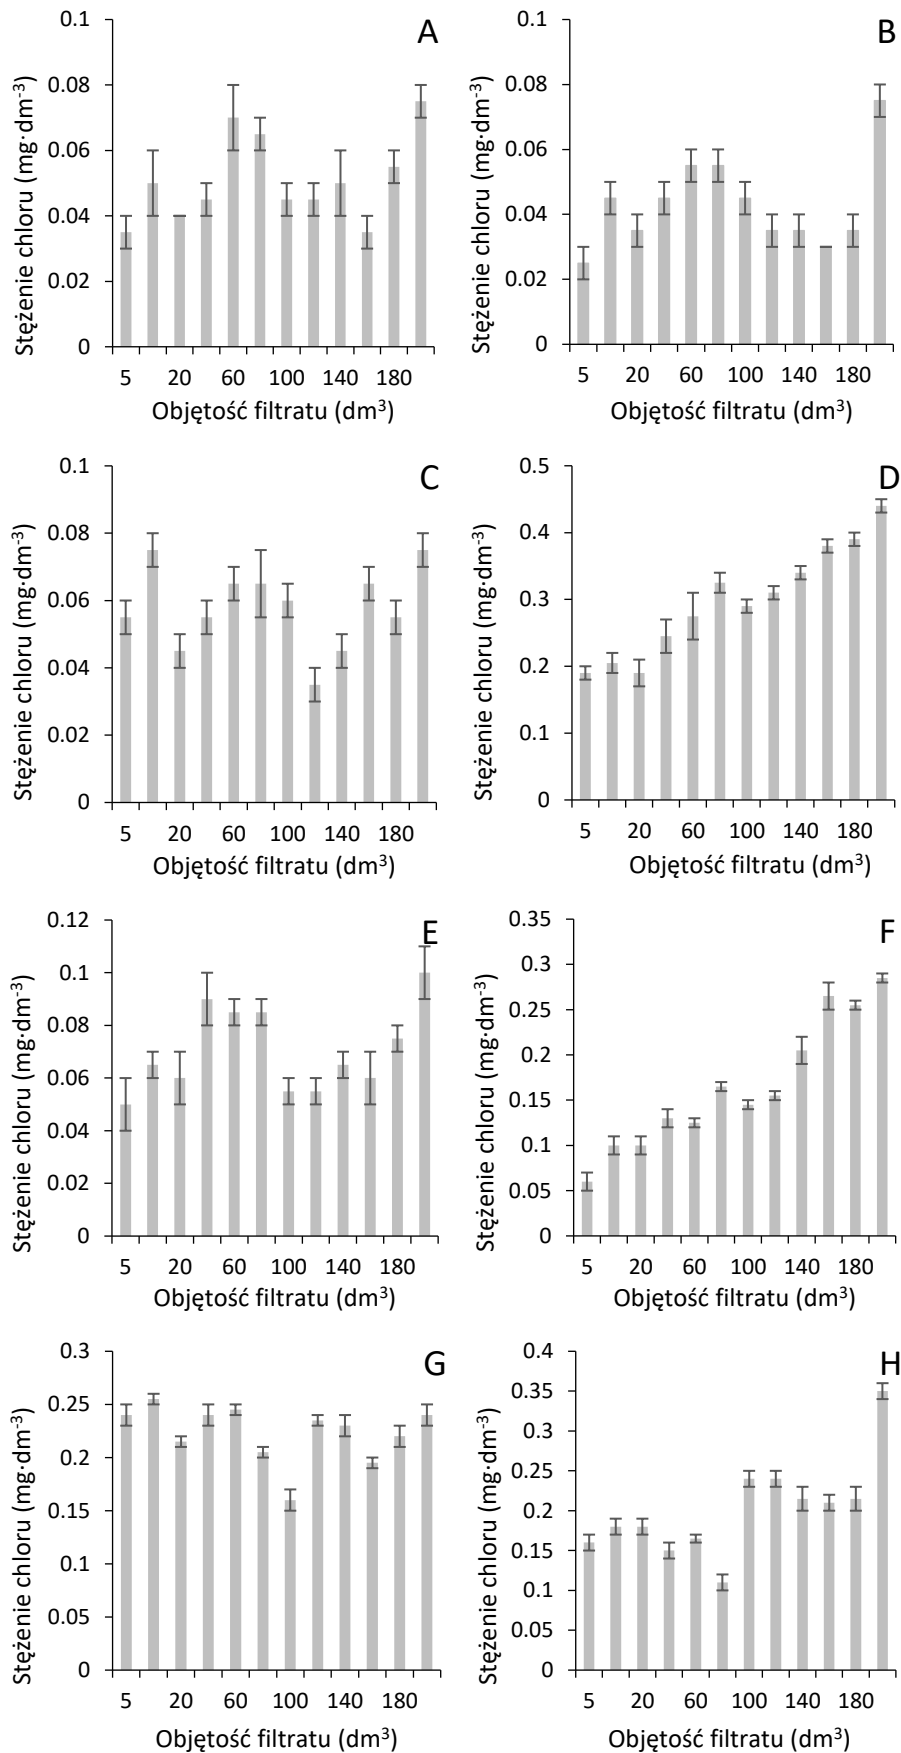 A
Stężenie chloru (mg·dm-3)
0.1
0.08
0.06
0.04
0.02
0
5 20 60 100 140 180
Objętość filtratu (dm3)
B
Stężenie chloru (mg·dm-3)
0.1
0.08
0.06
0.04
0.02
0
5 20 60 100 140 180
Objętość filtratu (dm3)
C
Stężenie chloru (mg·dm-3)
0.1
0.08
0.06
0.04
0.02
0
5 20 60 100 140 180
Objętość filtratu (dm3)
D
Stężenie chloru (mg·dm-3)
0.5
0.4
0.3
0.2
0.1
0
5 20 60 100 140 180
Objętość filtratu (dm3)
E
Stężenie chloru (mg·dm-3)
0.12
0.1
0.08
0.06
0.04
0.02
0
5 20 60 100 140 180
Objętość filtratu (dm3)
F
Stężenie chloru (mg·dm-3)
0.35
0.3
0.25
0.2
0.15
0.1
0.05
0
5 20 60 100 140 180
Objętość filtratu (dm3)
G
Stężenie chloru (mg·dm-3)
0.3
0.25
0.2
0.15
0.1
0.05
0
5 20 60 100 140 180
Objętość filtratu (dm3)
H
Stężenie chloru (mg·dm-3)
0.4
0.35
0.3
0.25
0.2
0.15
0.1
0.05
0
5 20 60 100 140 180
Objętość filtratu (dm3)